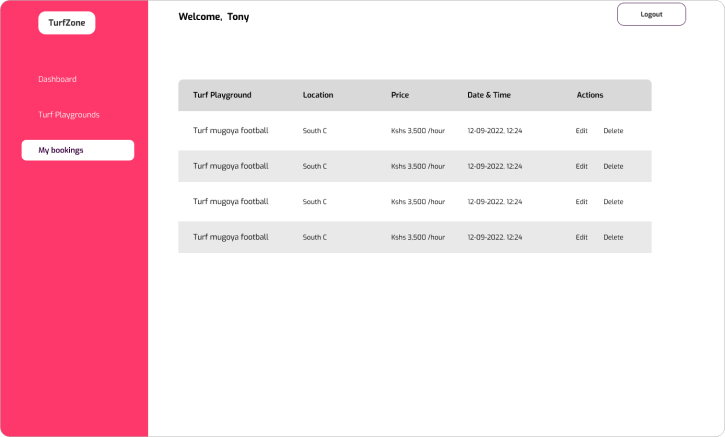 TurfZone
Welcome, Tony
Logout
Dashboard
Turf Playgrounds
My bookings
Turf Playground Location Price Date & Time Actions
Turf mugoya football South C Kshs 3,500 /hour 12-09-2022, 12:24 Edit Delete
Turf mugoya football South C Kshs 3,500 /hour 12-09-2022, 12:24 Edit Delete
Turf mugoya football South C Kshs 3,500 /hour 12-09-2022, 12:24 Edit Delete
Turf mugoya football South C Kshs 3,500 /hour 12-09-2022, 12:24 Edit Delete